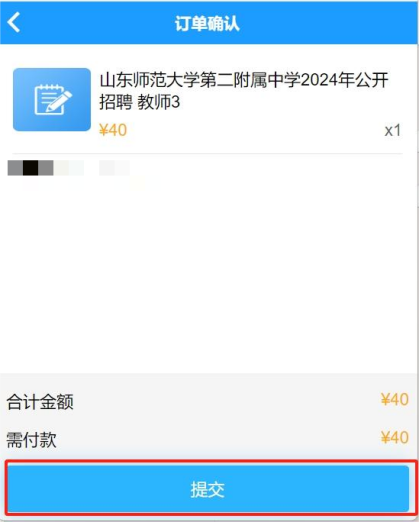 订单确认
山东师范大学第二附属中学2024年公开
招聘 教师3
¥40 x1
合计金额 ¥40
需付款 ¥40
提交